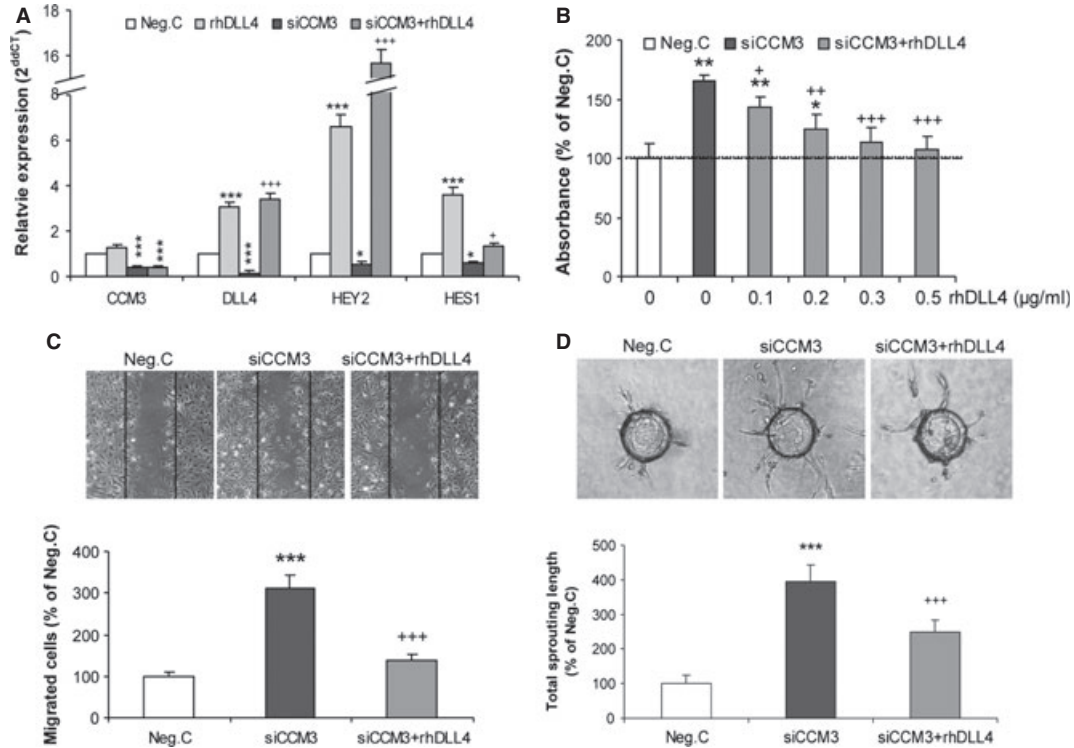 A
Neg.C rhDLL4 siCCM3 siCCM3+rhDLL4
Relatvie expression (2^ddCT)
18
16
8
6
4
2
0
*** ***
*** *** +++
*** * +++
*** * +
CCM3 DLL4 HEY2 HES1
B
Neg.C siCCM3 siCCM3+rhDLL4
Absorbance (% of Neg.C)
200
150
100
50
0
**
+
**
++
*
+++
+++
0 0 0.1 0.2 0.3 0.5 rhDLL4 (µg/ml)
C
Neg.C siCCM3 siCCM3+rhDLL4
Migrated cells (% of Neg.C)
400
300
200
100
0
***
+++
Neg.C siCCM3 siCCM3+rhDLL4
D
Neg.C siCCM3 siCCM3+rhDLL4
Total sprouting length
(% of Neg.C)
500
400
300
200
100
0
***
+++
Neg.C siCCM3 siCCM3+rhDLL4